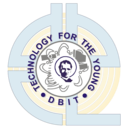 TECHNOLOGY FOR THE YOUNG
• DBIT •